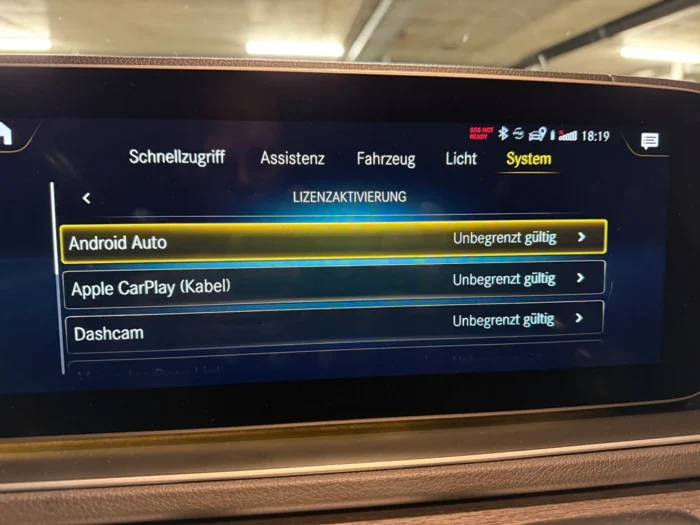 SOS NOT
READY
18:19
Schnellzugriff Assistenz Fahrzeug Licht System
LIZENZAKTIVIERUNG
Android Auto Unbegrenzt gültig
Apple CarPlay (Kabel) Unbegrenzt gültig
Dashcam Unbegrenzt gültig